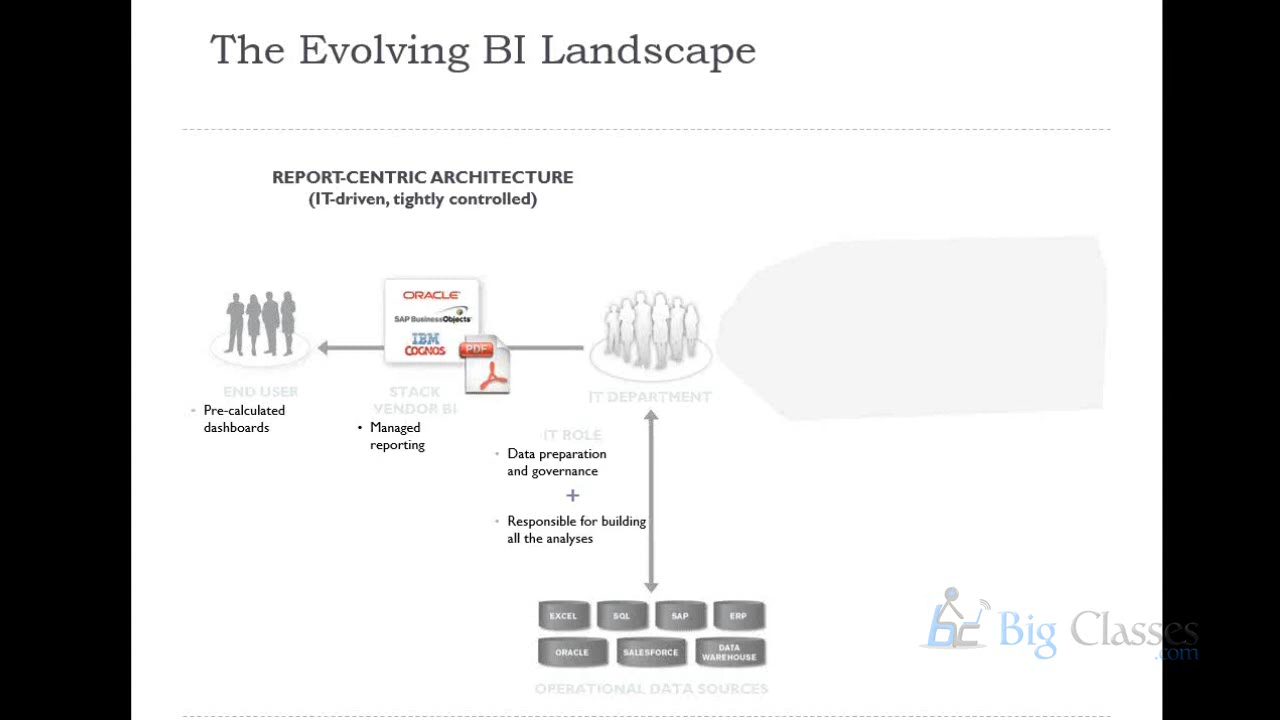 The Evolving BI Landscape
REPORT-CENTRIC ARCHITECTURE
(IT-driven, tightly controlled)
ORACLE
SAP BusinessObjects
IBM
COGNOS
PDF
END USER
• Pre-calculated
dashboards
STACK
VENDOR BI
• Managed
reporting
IT DEPARTMENT
IT ROLE
• Data preparation
and governance
+
• Responsible for building
all the analyses
EXCEL SQL SAP ERP
ORACLE SALESFORCE DATA
WAREHOUSE
OPERATIONAL DATA SOURCES
bc Big Classes
.com